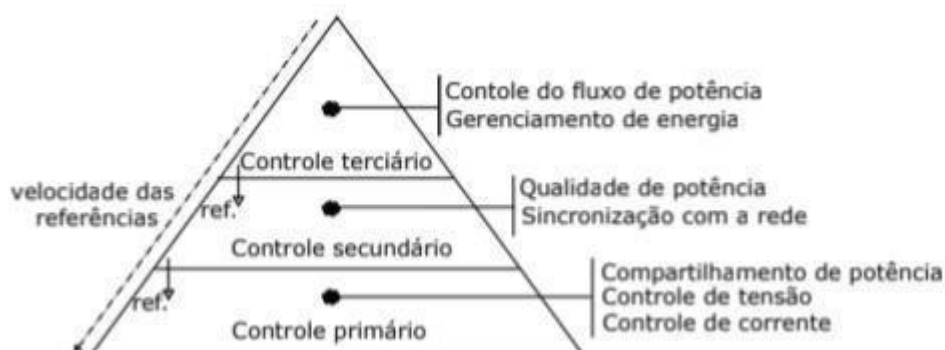 Contole do fluxo de potência
Gerenciamento de energia
Controle terciário
velocidade das
referências
ref.
Qualidade de potência
Sincronização com a rede
Controle secundário
ref.
Compartilhamento de potência
Controle de tensão
Controle de corrente
Controle primário